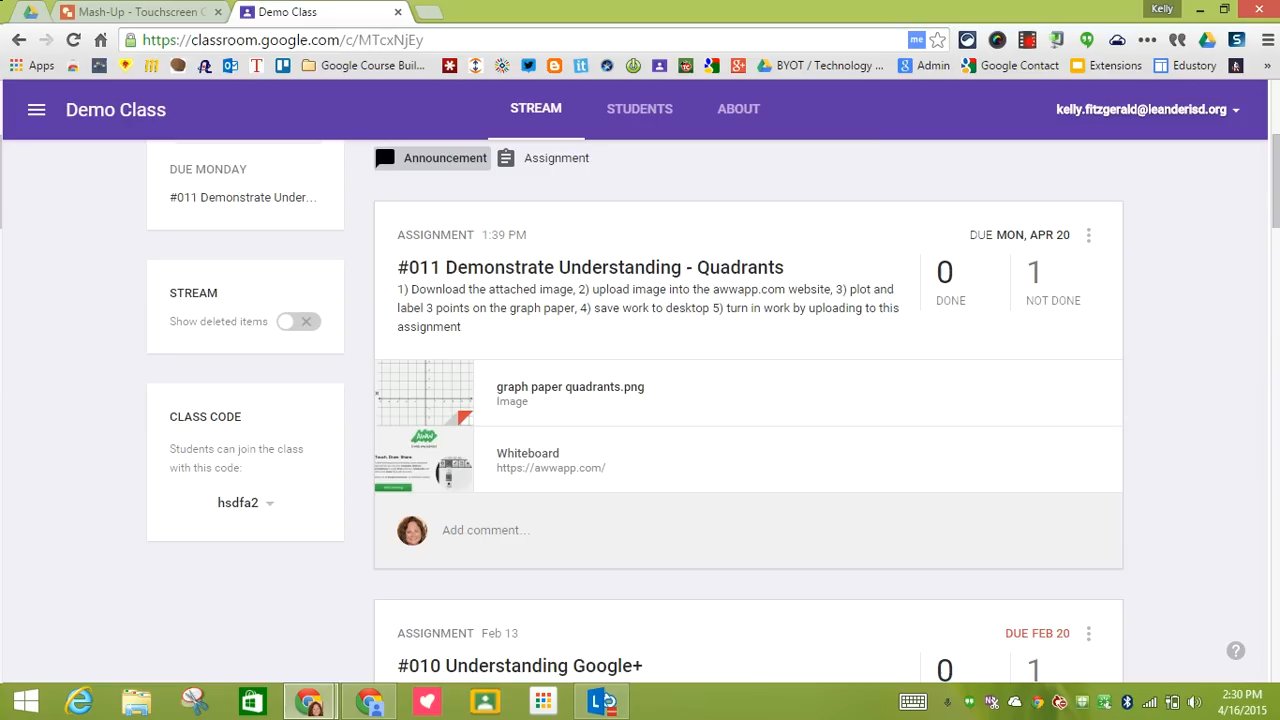 Mash-Up - Touchscreen C
Demo Class
Kelly
https://classroom.google.com/c/MTcxNjEy
me
Apps
Google Course Buil...
BYOT / Technology ...
Admin
Google Contact
Extensions
Edustory
»
Demo Class
STREAM
STUDENTS
ABOUT
kelly.fitzgerald@leanderisd.org
Announcement
Assignment
DUE MONDAY
#011 Demonstrate Under...
STREAM
Show deleted items
CLASS CODE
Students can join the class
with this code:
hsdfa2
ASSIGNMENT 1:39 PM
DUE MON, APR 20
#011 Demonstrate Understanding - Quadrants
1) Download the attached image, 2) upload image into the awwapp.com website, 3) plot and
label 3 points on the graph paper, 4) save work to desktop 5) turn in work by uploading to this
assignment
0
DONE
1
NOT DONE
graph paper quadrants.png
Image
AWW
Touch. Draw. Share.
Whiteboard
https://awwapp.com/
Add comment...
ASSIGNMENT Feb 13
DUE FEB 20
#010 Understanding Google+
0
1
2:30 PM
4/16/2015